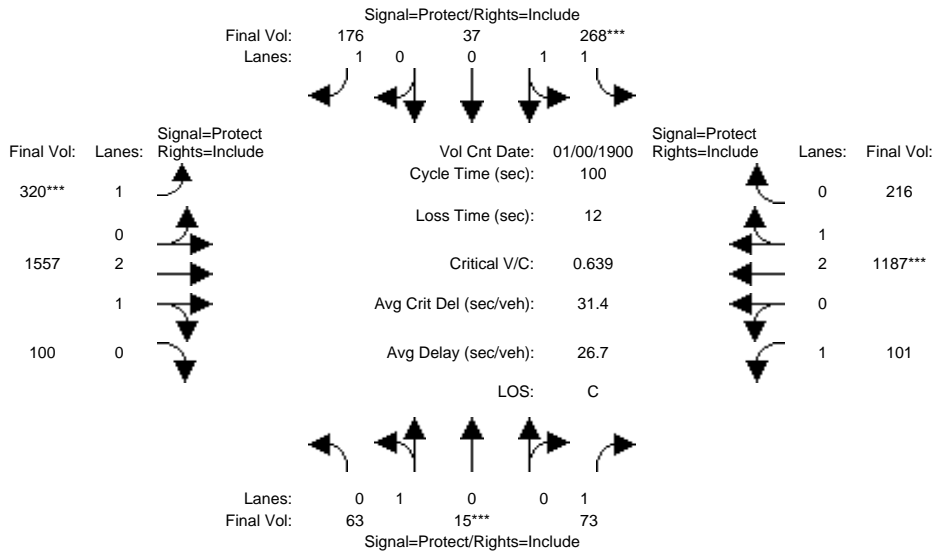 Signal=Protect/Rights=Include
Final Vol: 176 37 268***
Lanes: 1 0 0 1 1
Signal=Protect
Final Vol: Lanes: Rights=Include
Vol Cnt Date: 01/00/1900
Signal=Protect
Rights=Include Lanes: Final Vol:
Cycle Time (sec): 100
320*** 1
0 216
Loss Time (sec): 12
0
1
1557 2
Critical V/C: 0.639
2 1187***
1
Avg Crit Del (sec/veh): 31.4
0
100 0
Avg Delay (sec/veh): 26.7
1 101
LOS: C
Lanes: 0 1 0 0 1
Final Vol: 63 15*** 73
Signal=Protect/Rights=Include